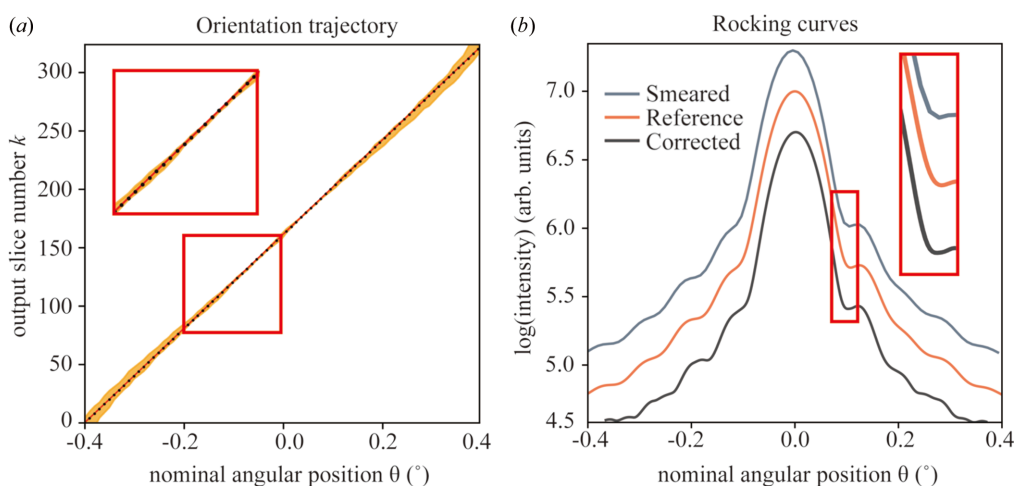 (a)
Orientation trajectory
output slice number k
300
250
200
150
100
50
0
-0.4
-0.2
0.0
0.2
0.4
nominal angular position θ (°)
(b)
Rocking curves
log(intensity) (arb. units)
7.0
6.5
6.0
5.5
5.0
4.5
Smeared
Reference
Corrected
-0.4
-0.2
0.0
0.2
0.4
nominal angular position θ (°)